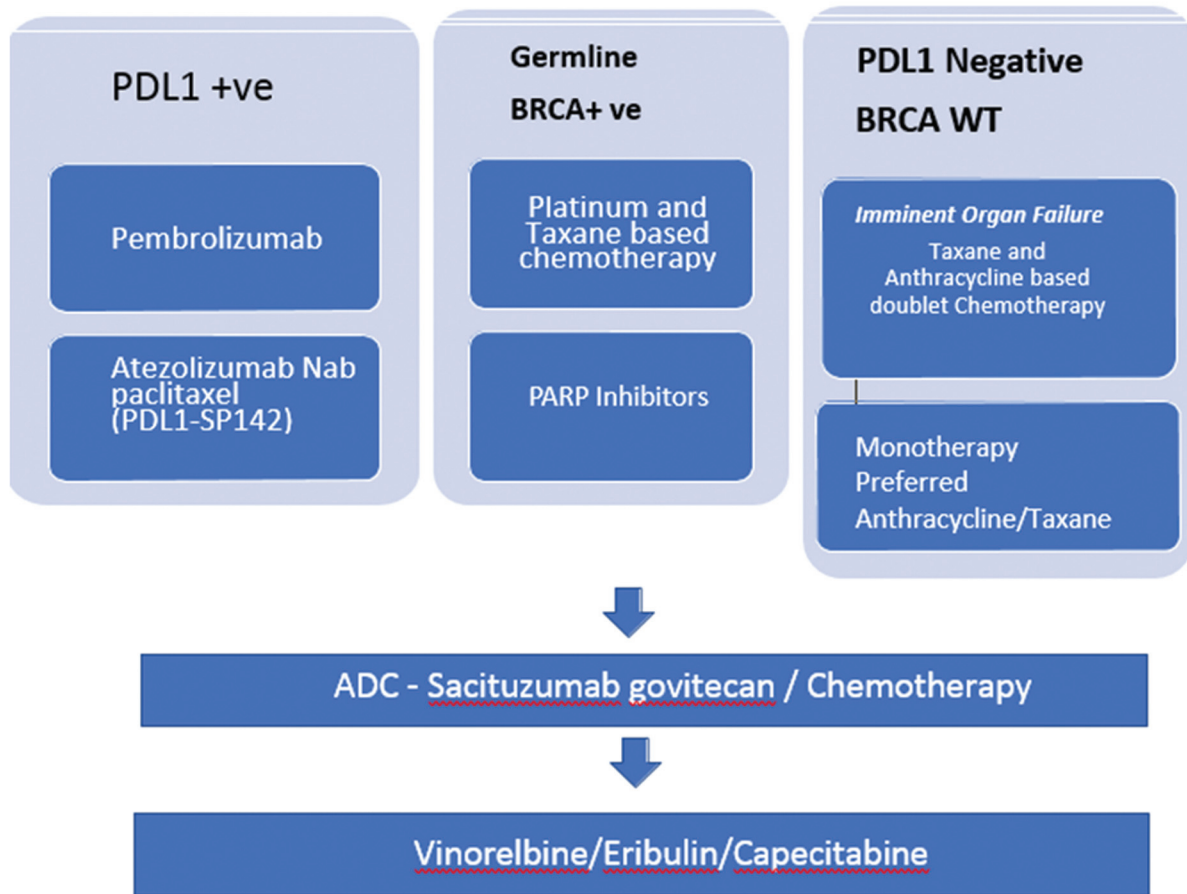 PDL1 +ve
Pembrolizumab
Atezolizumab Nab
paclitaxel
(PDL1-SP142)
Germline
BRCA+ ve
Platinum and
Taxane based
chemotherapy
PARP Inhibitors
PDL1 Negative
BRCA WT
Imminent Organ Failure
Taxane and
Anthracycline based
doublet Chemotherapy
Monotherapy
Preferred
Anthracycline/Taxane
ADC - Sacituzumab govitecan / Chemotherapy
Vinorelbine/Eribulin/Capecitabine